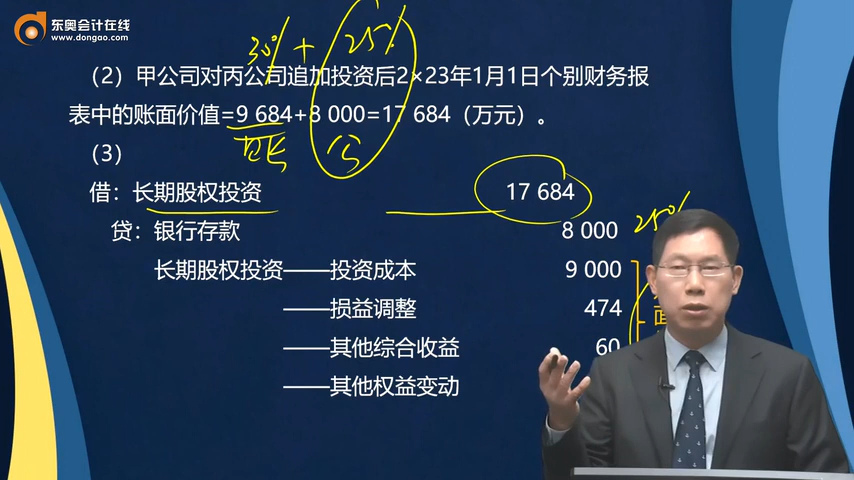 东奥会计在线
www.dongao.com
30% + 25%
（2）甲公司对丙公司追加投资后2×23年1月1日个别财务报
表中的账面价值=9 684+8 000=17 684（万元）。
（3）
借：长期股权投资 17 684
贷：银行存款 8 000 25%
长期股权投资——投资成本 9 000
——损益调整 474
——其他综合收益 60
——其他权益变动